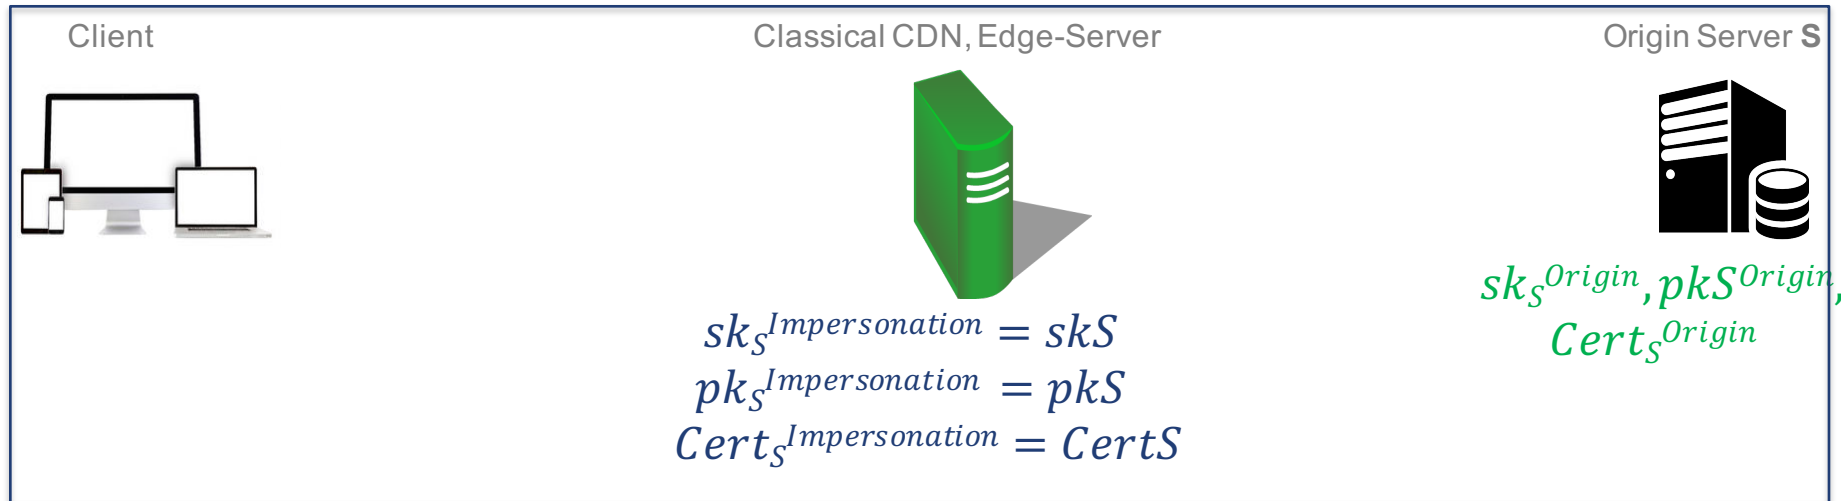 Client
Classical CDN, Edge-Server
Origin Server S
sk_S^Origin, pkS^Origin,
Cert_S^Origin
sk_S^Impersonation = skS
pk_S^Impersonation = pkS
Cert_S^Impersonation = CertS